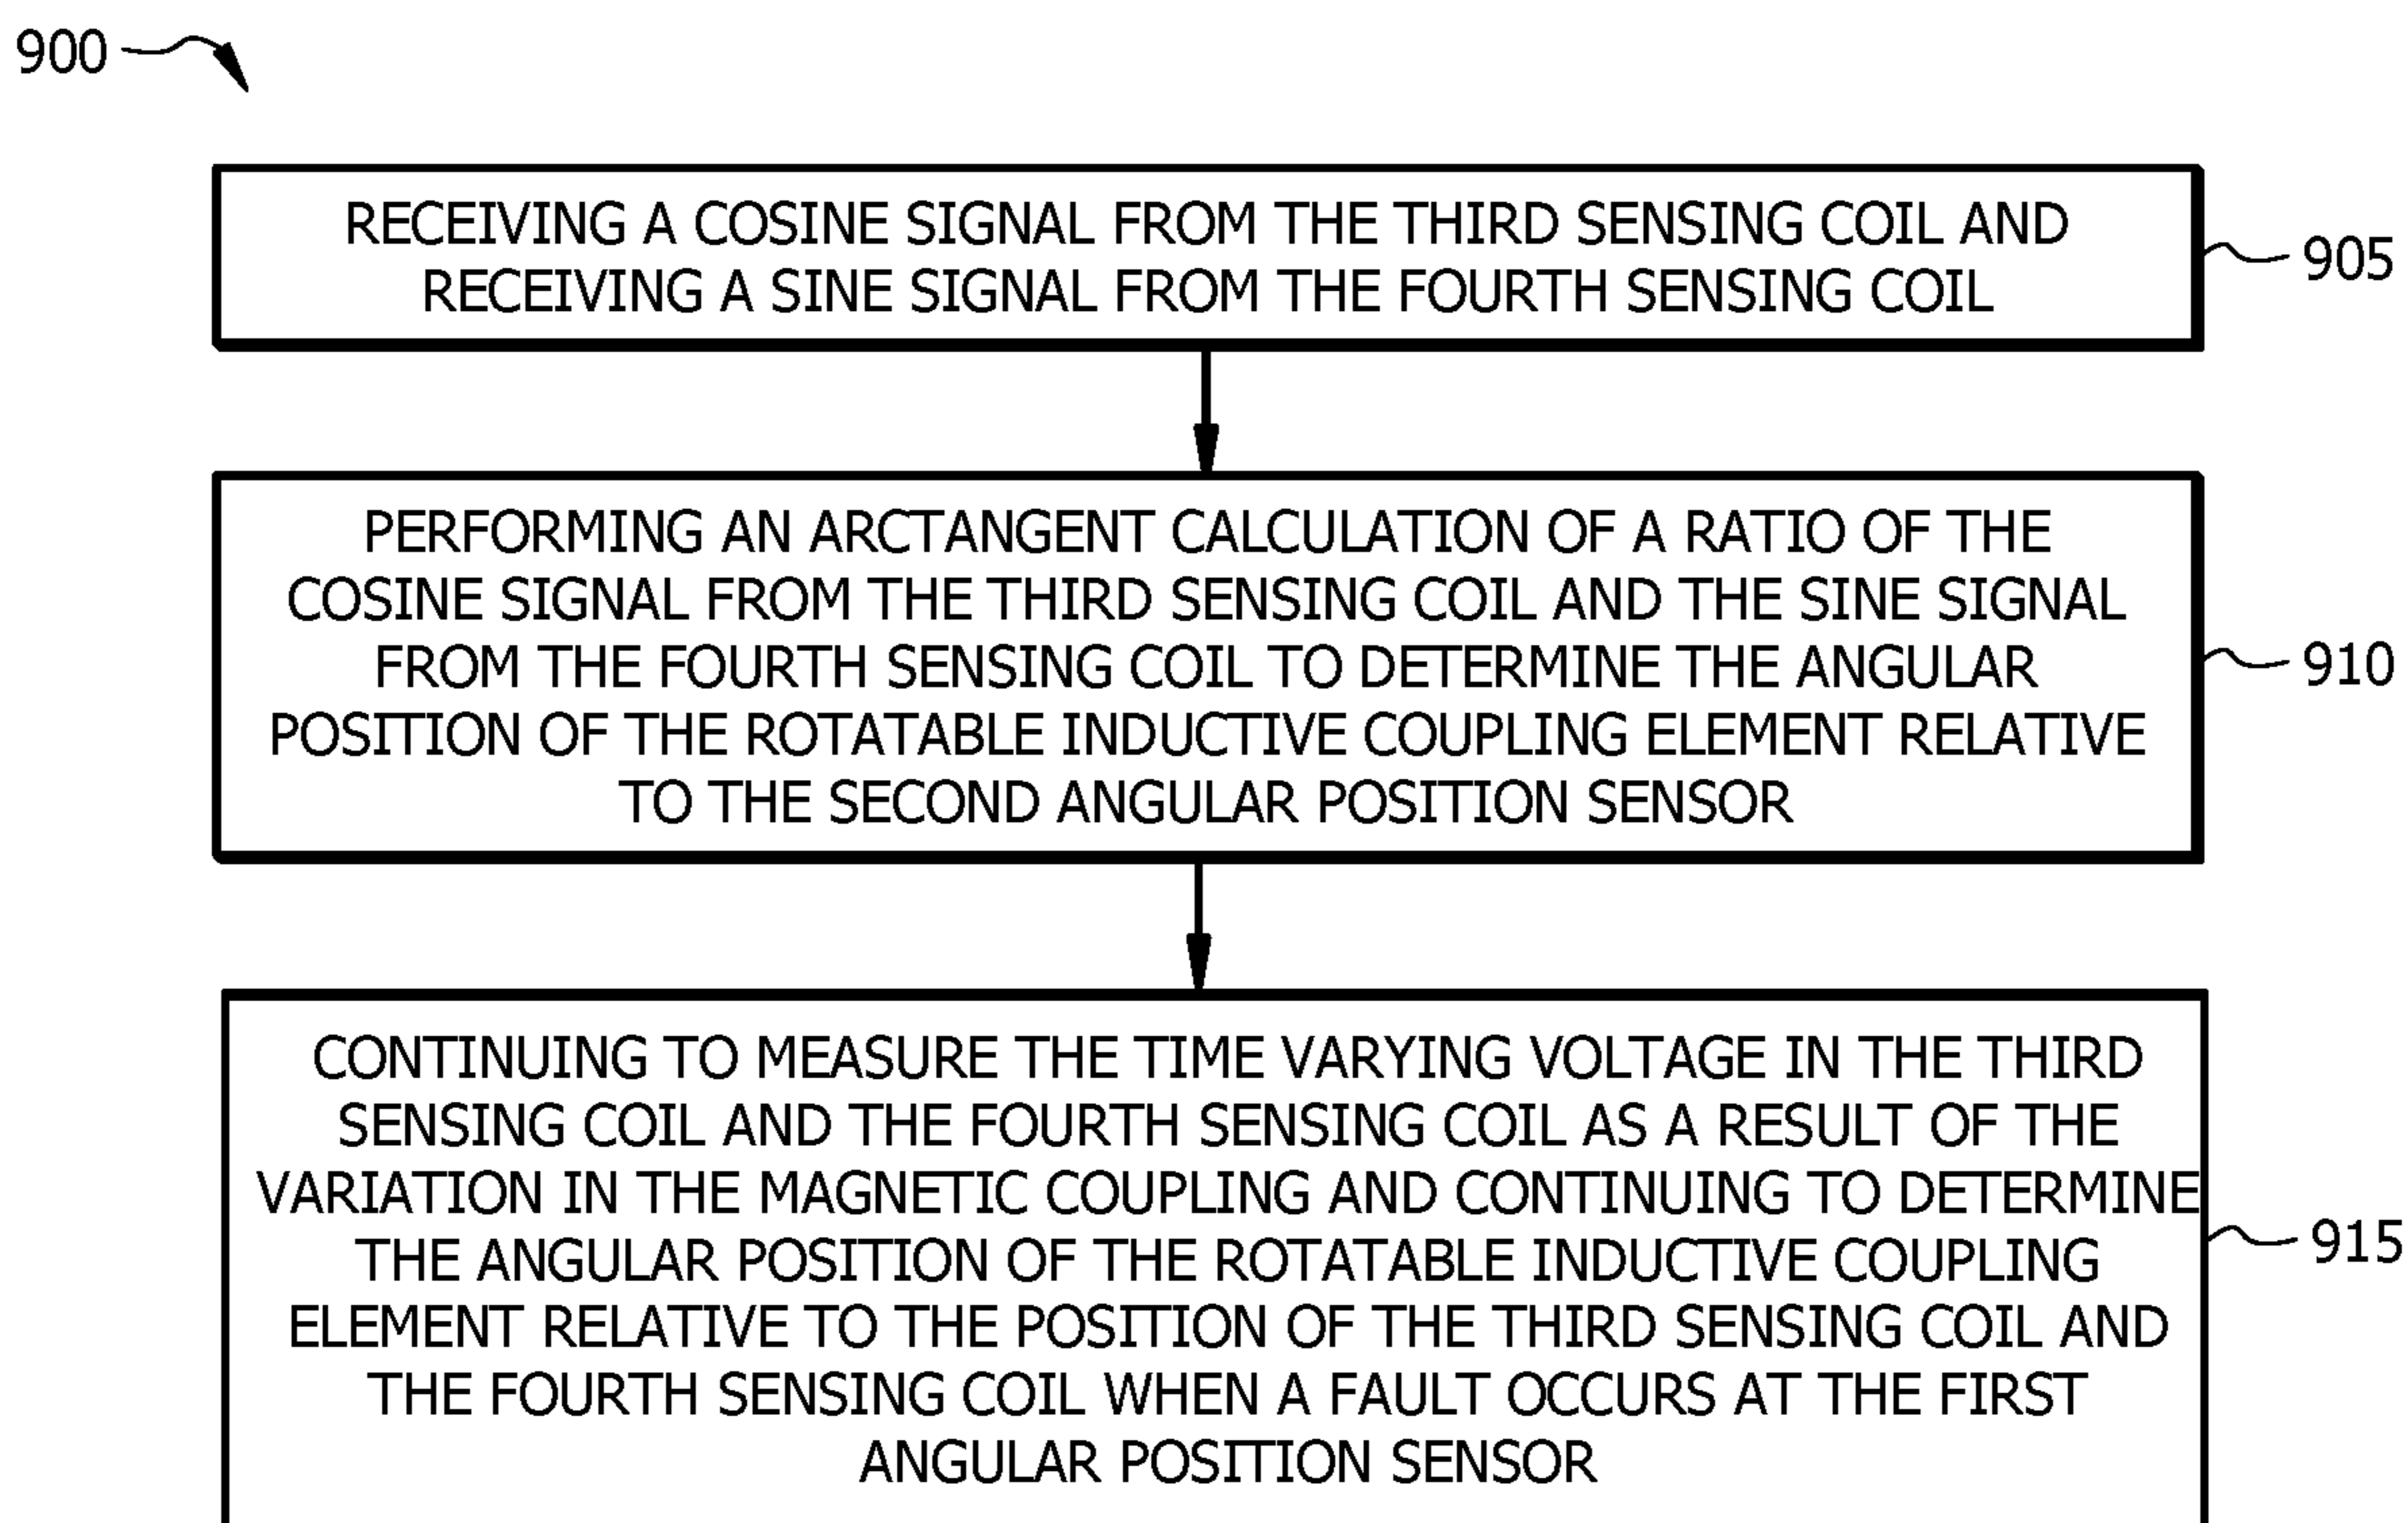 900
RECEIVING A COSINE SIGNAL FROM THE THIRD SENSING COIL AND
RECEIVING A SINE SIGNAL FROM THE FOURTH SENSING COIL
905
PERFORMING AN ARCTANGENT CALCULATION OF A RATIO OF THE
COSINE SIGNAL FROM THE THIRD SENSING COIL AND THE SINE SIGNAL
FROM THE FOURTH SENSING COIL TO DETERMINE THE ANGULAR
POSITION OF THE ROTATABLE INDUCTIVE COUPLING ELEMENT RELATIVE
TO THE SECOND ANGULAR POSITION SENSOR
910
CONTINUING TO MEASURE THE TIME VARYING VOLTAGE IN THE THIRD
SENSING COIL AND THE FOURTH SENSING COIL AS A RESULT OF THE
VARIATION IN THE MAGNETIC COUPLING AND CONTINUING TO DETERMINE
THE ANGULAR POSITION OF THE ROTATABLE INDUCTIVE COUPLING
ELEMENT RELATIVE TO THE POSITION OF THE THIRD SENSING COIL AND
THE FOURTH SENSING COIL WHEN A FAULT OCCURS AT THE FIRST
ANGULAR POSITION SENSOR
915